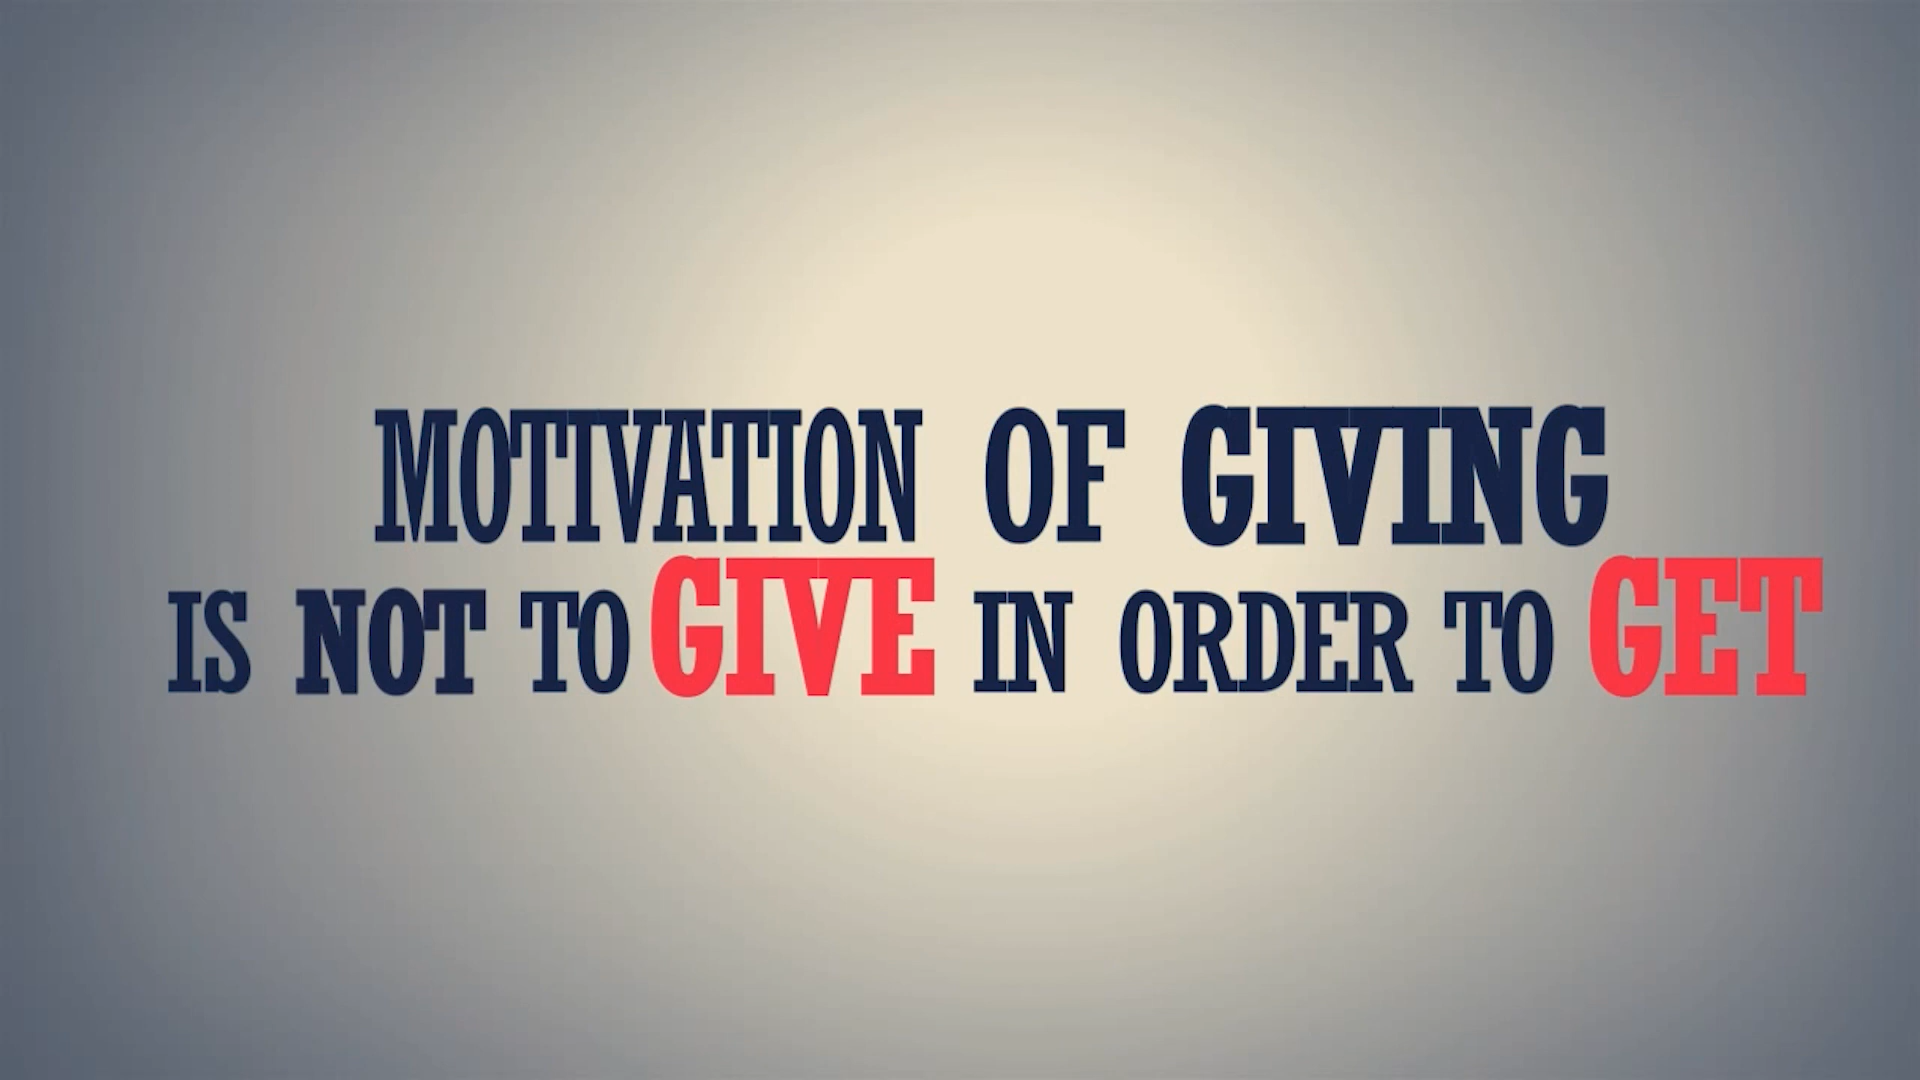 MOTIVATION OF GIVING
IS NOT TO GIVE IN ORDER TO GET